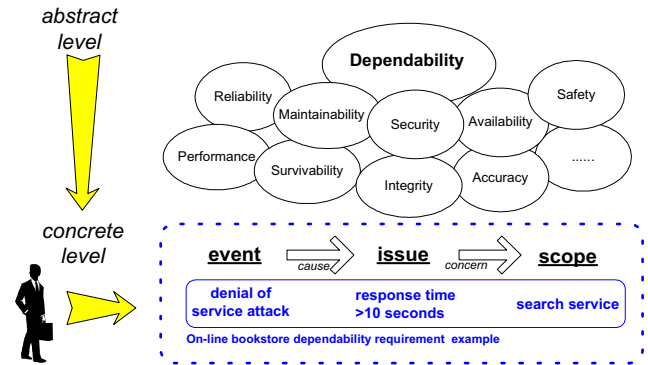 abstract
level
Dependability
Reliability
Maintainability
Security
Availability
Safety
Performance
Survivability
Integrity
Accuracy
......
concrete
level
event
cause
issue
concern
scope
denial of
service attack
response time
>10 seconds
search service
On-line bookstore dependability requirement example